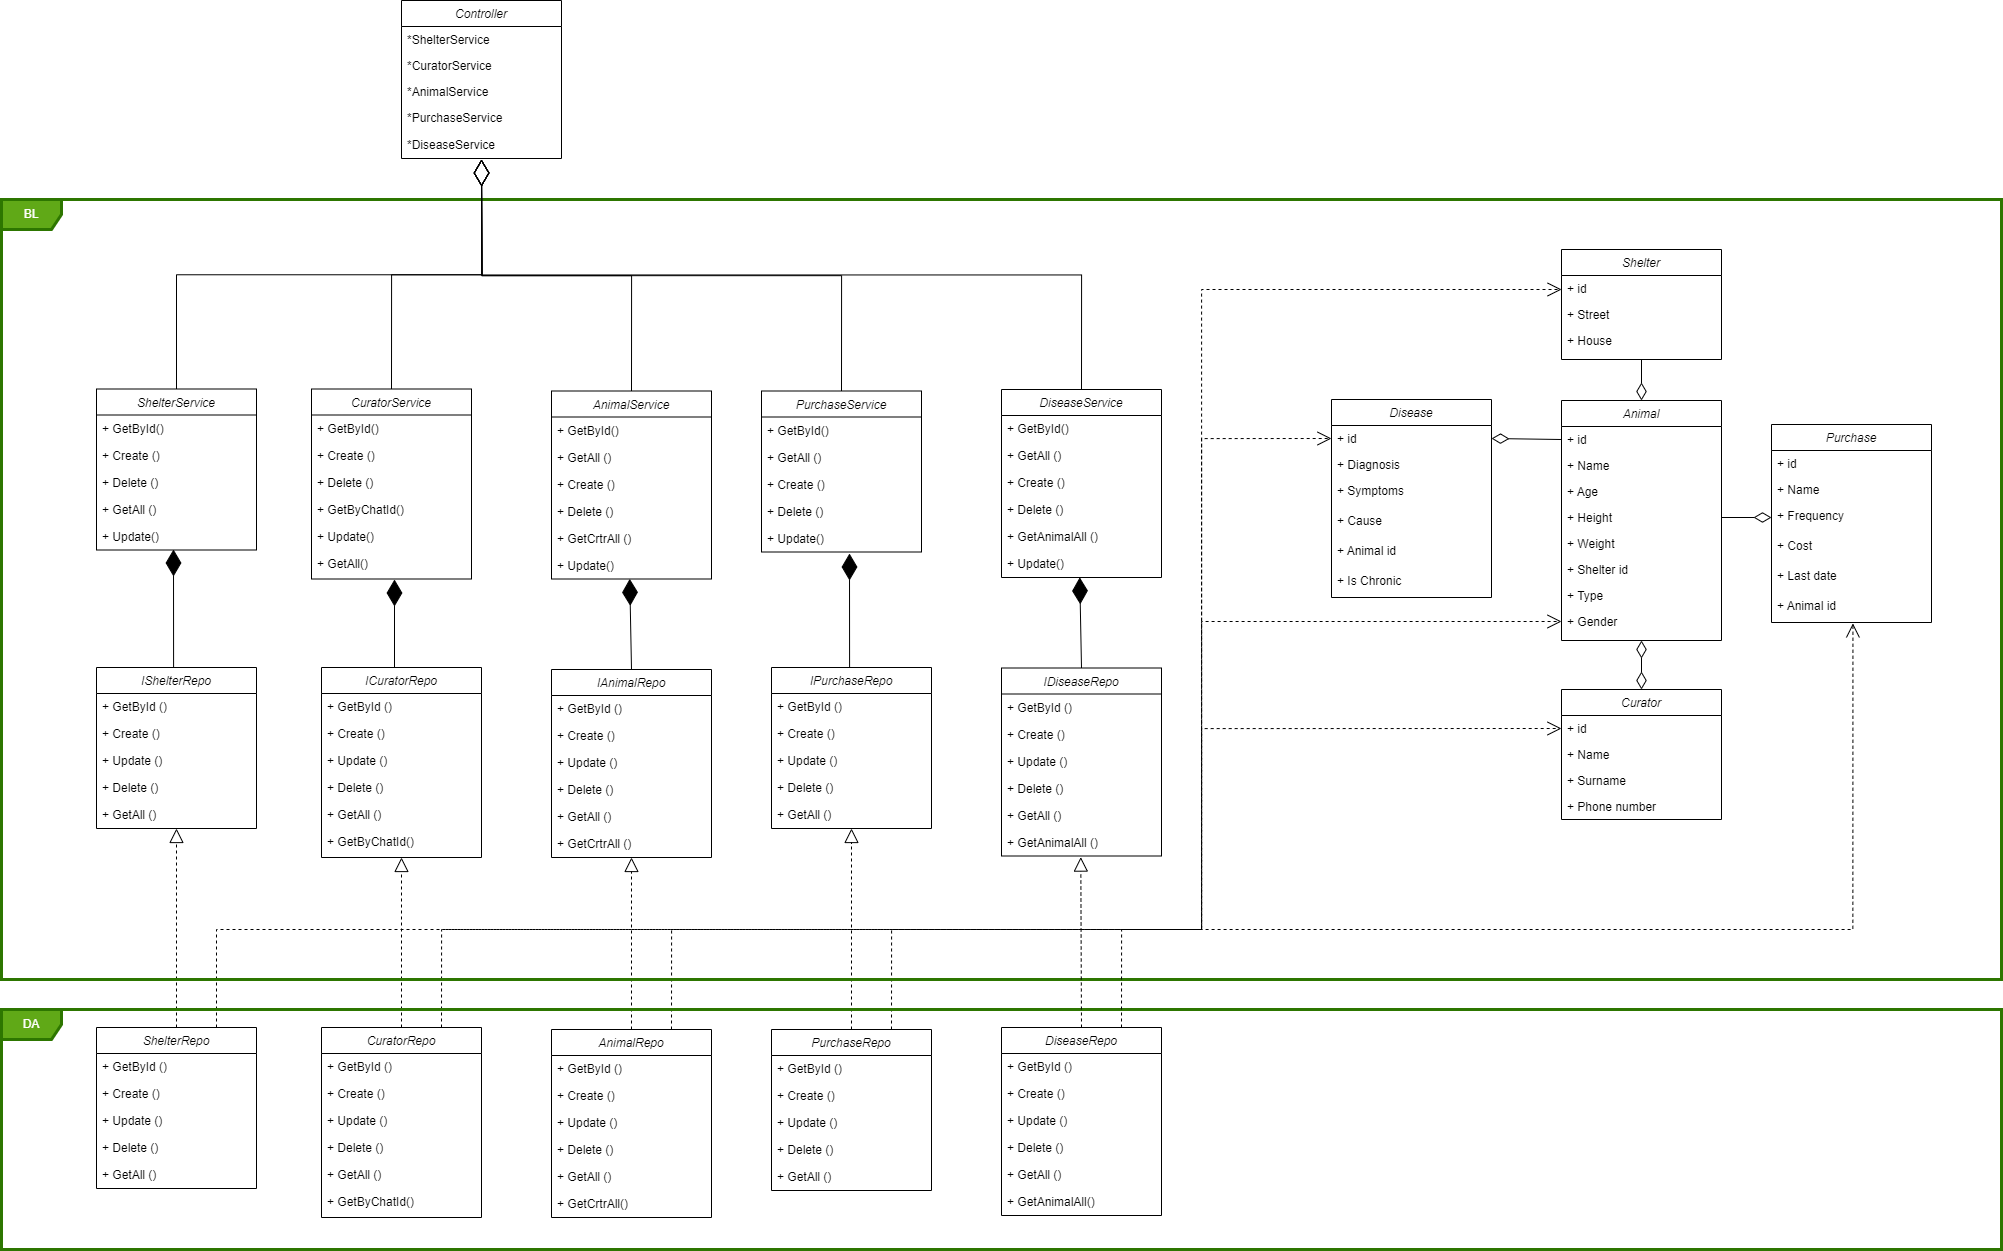 Controller
*ShelterService
*CuratorService
*AnimalService
*PurchaseService
*DiseaseService
BL
ShelterService
+ GetById()
+ Create ()
+ Delete ()
+ GetAll ()
+ Update()
CuratorService
+ GetById()
+ Create ()
+ Delete ()
+ GetByChatId()
+ Update()
+ GetAll()
AnimalService
+ GetById()
+ GetAll ()
+ Create ()
+ Delete ()
+ GetCrtrAll ()
+ Update()
PurchaseService
+ GetById()
+ GetAll ()
+ Create ()
+ Delete ()
+ Update()
DiseaseService
+ GetById()
+ GetAll ()
+ Create ()
+ Delete ()
+ GetAnimalAll ()
+ Update()
Shelter
+ id
+ Street
+ House
Disease
+ id
+ Diagnosis
+ Symptoms
+ Cause
+ Animal id
+ Is Chronic
Animal
+ id
+ Name
+ Age
+ Height
+ Weight
+ Shelter id
+ Type
+ Gender
Purchase
+ id
+ Name
+ Frequency
+ Cost
+ Last date
+ Animal id
Curator
+ id
+ Name
+ Surname
+ Phone number
IShelterRepo
+ GetById ()
+ Create ()
+ Update ()
+ Delete ()
+ GetAll ()
ICuratorRepo
+ GetById ()
+ Create ()
+ Update ()
+ Delete ()
+ GetAll ()
+ GetByChatId()
IAnimalRepo
+ GetById ()
+ Create ()
+ Update ()
+ Delete ()
+ GetAll ()
+ GetCrtrAll ()
IPurchaseRepo
+ GetById ()
+ Create ()
+ Update ()
+ Delete ()
+ GetAll ()
IDiseaseRepo
+ GetById ()
+ Create ()
+ Update ()
+ Delete ()
+ GetAll ()
+ GetAnimalAll ()
DA
ShelterRepo
+ GetById ()
+ Create ()
+ Update ()
+ Delete ()
+ GetAll ()
CuratorRepo
+ GetById ()
+ Create ()
+ Update ()
+ Delete ()
+ GetAll ()
+ GetByChatId()
AnimalRepo
+ GetById ()
+ Create ()
+ Update ()
+ Delete ()
+ GetAll ()
+ GetCrtrAll()
PurchaseRepo
+ GetById ()
+ Create ()
+ Update ()
+ Delete ()
+ GetAll ()
DiseaseRepo
+ GetById ()
+ Create ()
+ Update ()
+ Delete ()
+ GetAll ()
+ GetAnimalAll()